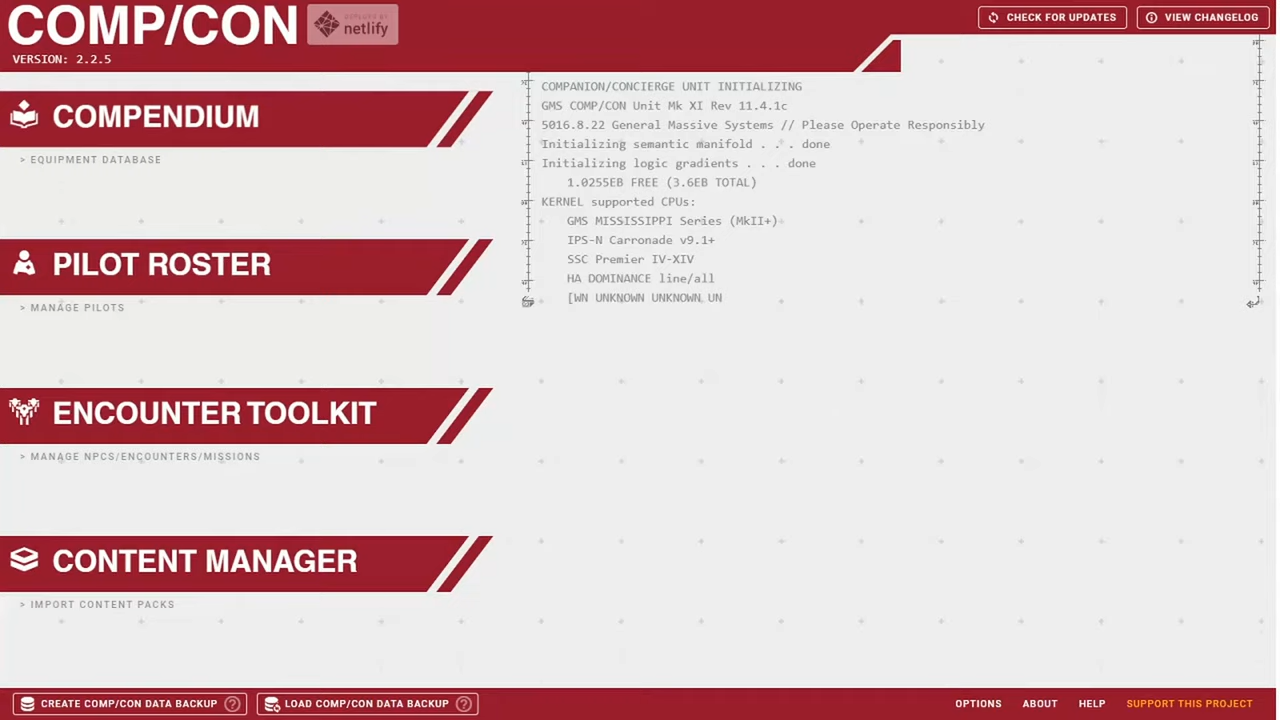 COMP/CON
DEPLOYS BY
netlify
CHECK FOR UPDATES
VIEW CHANGELOG
VERSION: 2.2.5
COMPENDIUM
> EQUIPMENT DATABASE
PILOT ROSTER
> MANAGE PILOTS
ENCOUNTER TOOLKIT
> MANAGE NPCS/ENCOUNTERS/MISSIONS
CONTENT MANAGER
> IMPORT CONTENT PACKS
COMPANION/CONCIERGE UNIT INITIALIZING
GMS COMP/CON Unit Mk XI Rev 11.4.1c
5016.8.22 General Massive Systems // Please Operate Responsibly
Initializing semantic manifold . . . done
Initializing logic gradients . . . done
1.0255EB FREE (3.6EB TOTAL)
KERNEL supported CPUs:
GMS MISSISSIPPI Series (MkII+)
IPS-N Carronade v9.1+
SSC Premier IV-XIV
HA DOMINANCE line/all
[WN UNKNOWN UNKNOWN UN
CREATE COMP/CON DATA BACKUP ?
LOAD COMP/CON DATA BACKUP ?
OPTIONS
ABOUT
HELP
SUPPORT THIS PROJECT